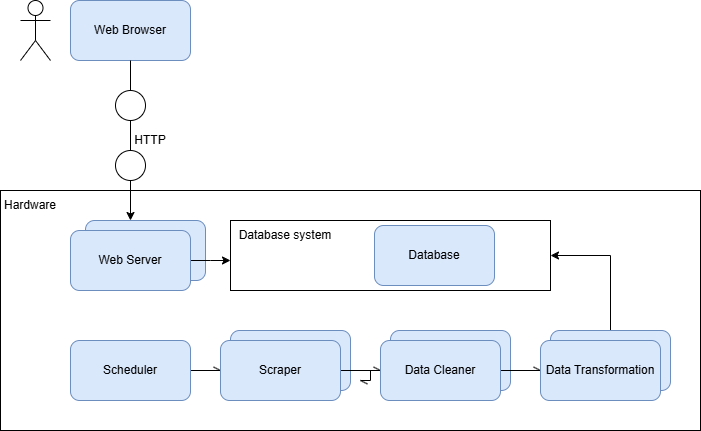 Web Browser
HTTP
Hardware
Web Server
Database system
Database
Scheduler
Scraper
Data Cleaner
Data Transformation